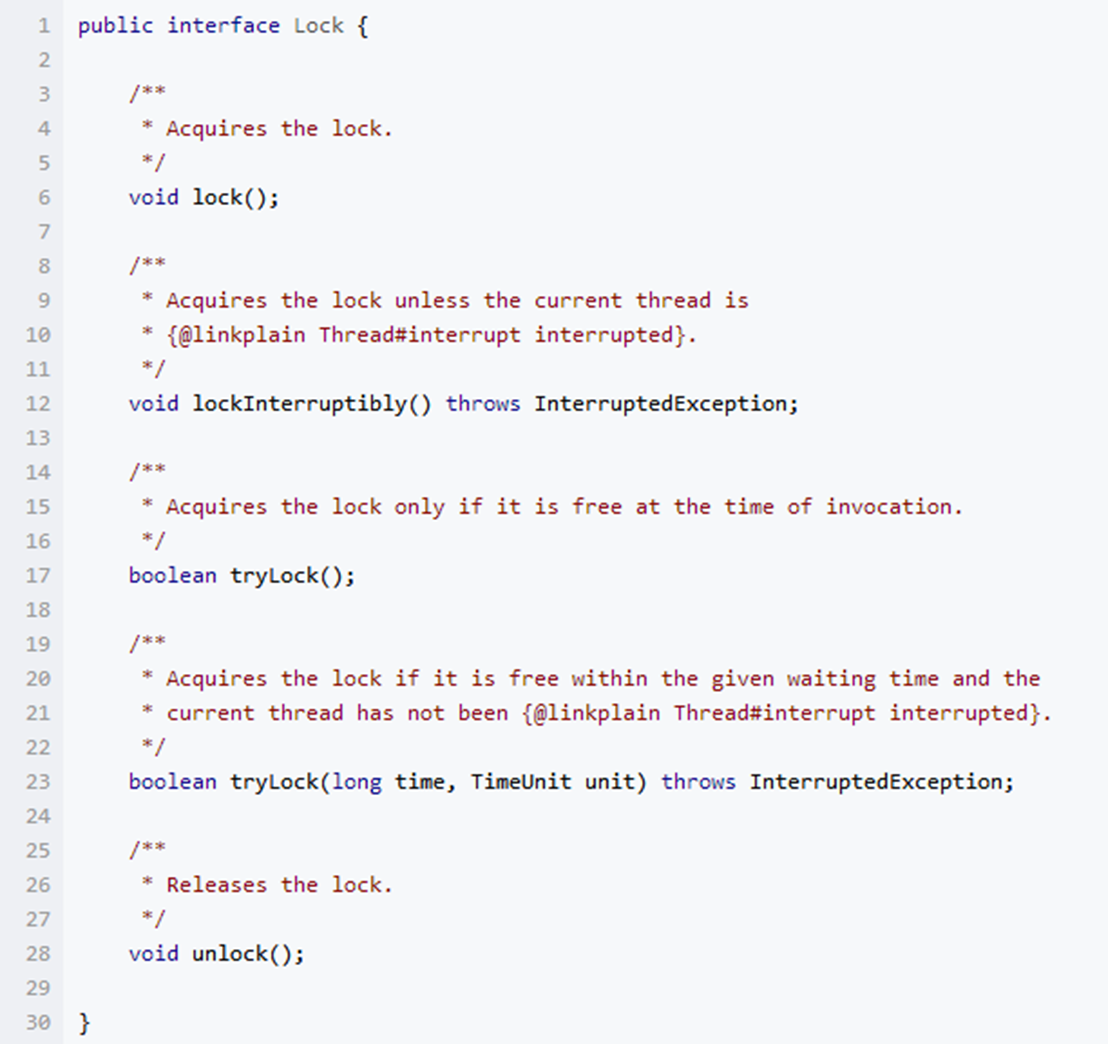 1 public interface Lock {
2
3 /**
4 * Acquires the lock.
5 */
6 void lock();
7
8 /**
9 * Acquires the lock unless the current thread is
10 * {@linkplain Thread#interrupt interrupted}.
11 */
12 void lockInterruptibly() throws InterruptedException;
13
14 /**
15 * Acquires the lock only if it is free at the time of invocation.
16 */
17 boolean tryLock();
18
19 /**
20 * Acquires the lock if it is free within the given waiting time and the
21 * current thread has not been {@linkplain Thread#interrupt interrupted}.
22 */
23 boolean tryLock(long time, TimeUnit unit) throws InterruptedException;
24
25 /**
26 * Releases the lock.
27 */
28 void unlock();
29
30 }